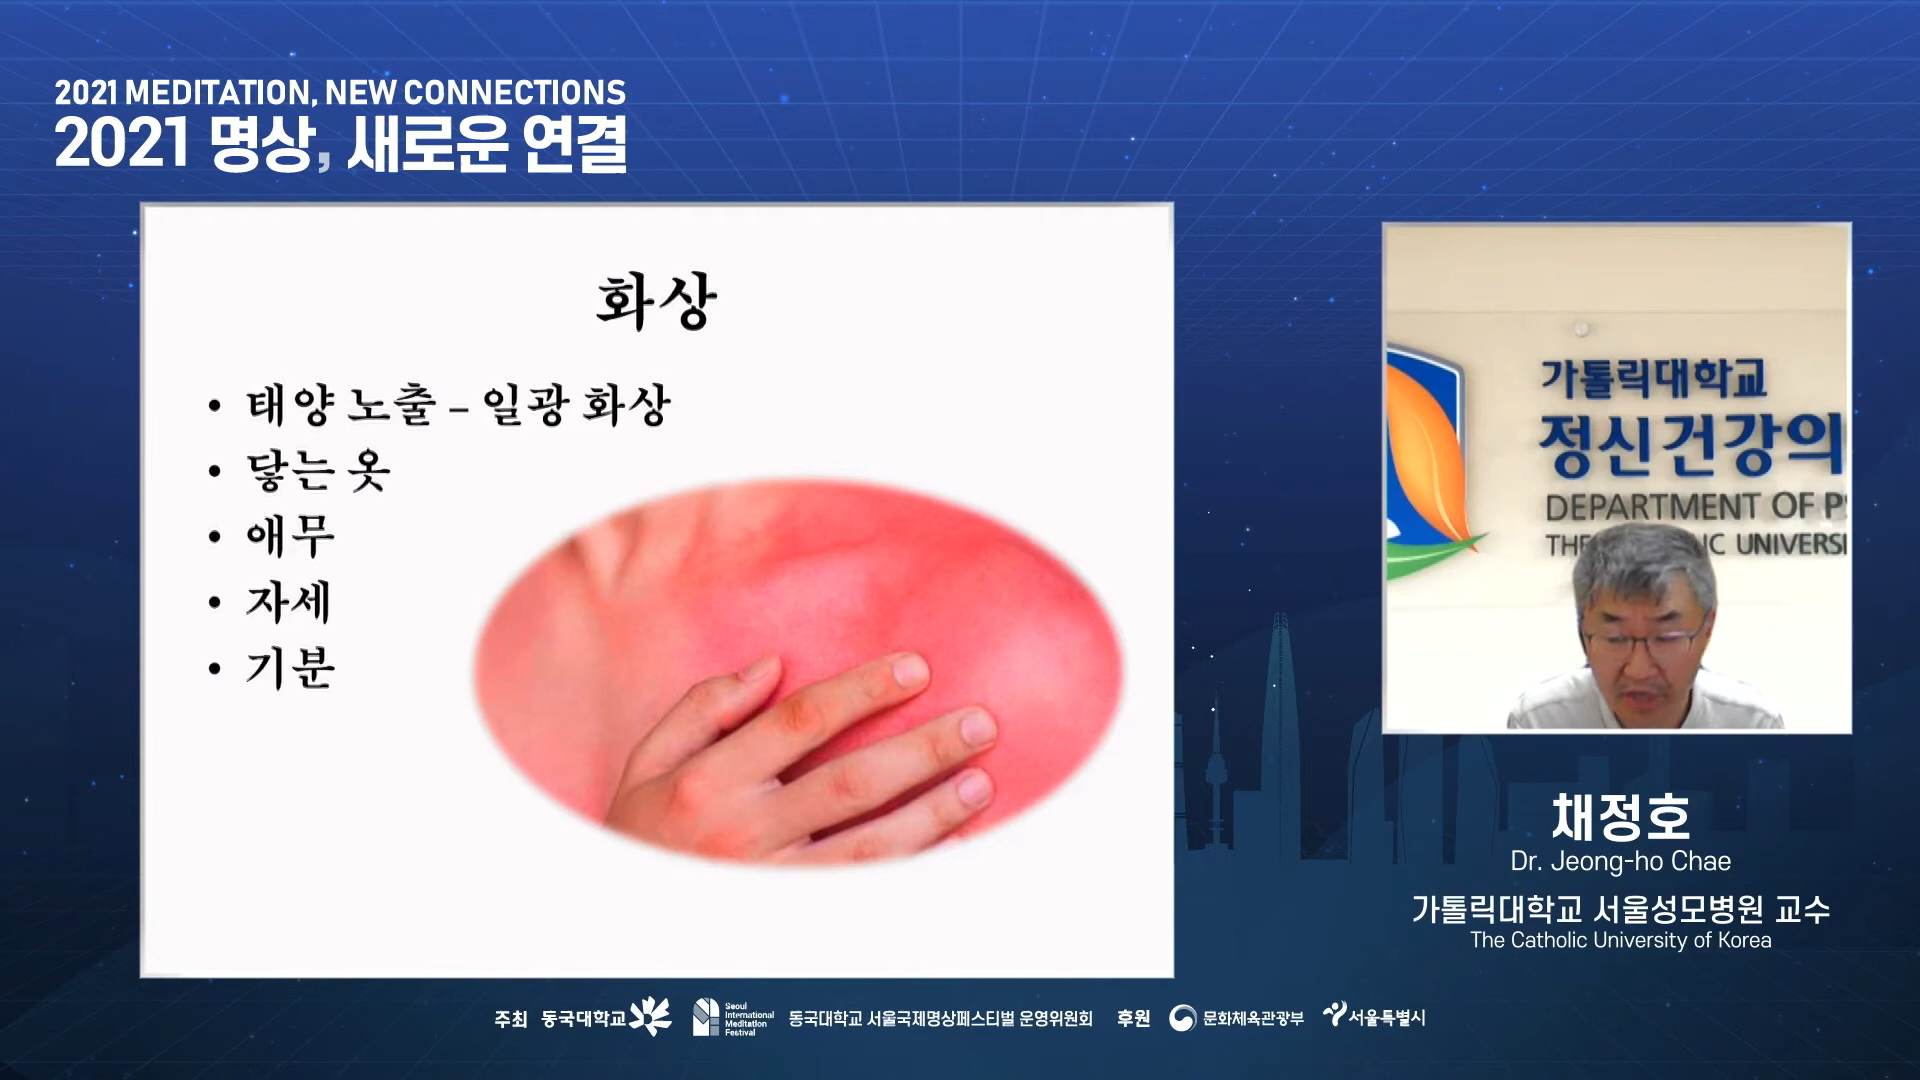 2021 MEDITATION, NEW CONNECTIONS
2021 명상, 새로운 연결
화상
• 태양 노출 – 일광 화상
• 닿는 옷
• 애무
• 자세
• 기분
가톨릭대학교
정신건강의
DEPARTMENT OF PS
THE IC UNIVERSI
채정호
Dr. Jeong-ho Chae
가톨릭대학교 서울성모병원 교수
The Catholic University of Korea
주최 동국대학교 Seoul International Meditation Festival 동국대학교 서울국제명상페스티벌 운영위원회 후원 문화체육관광부 서울특별시